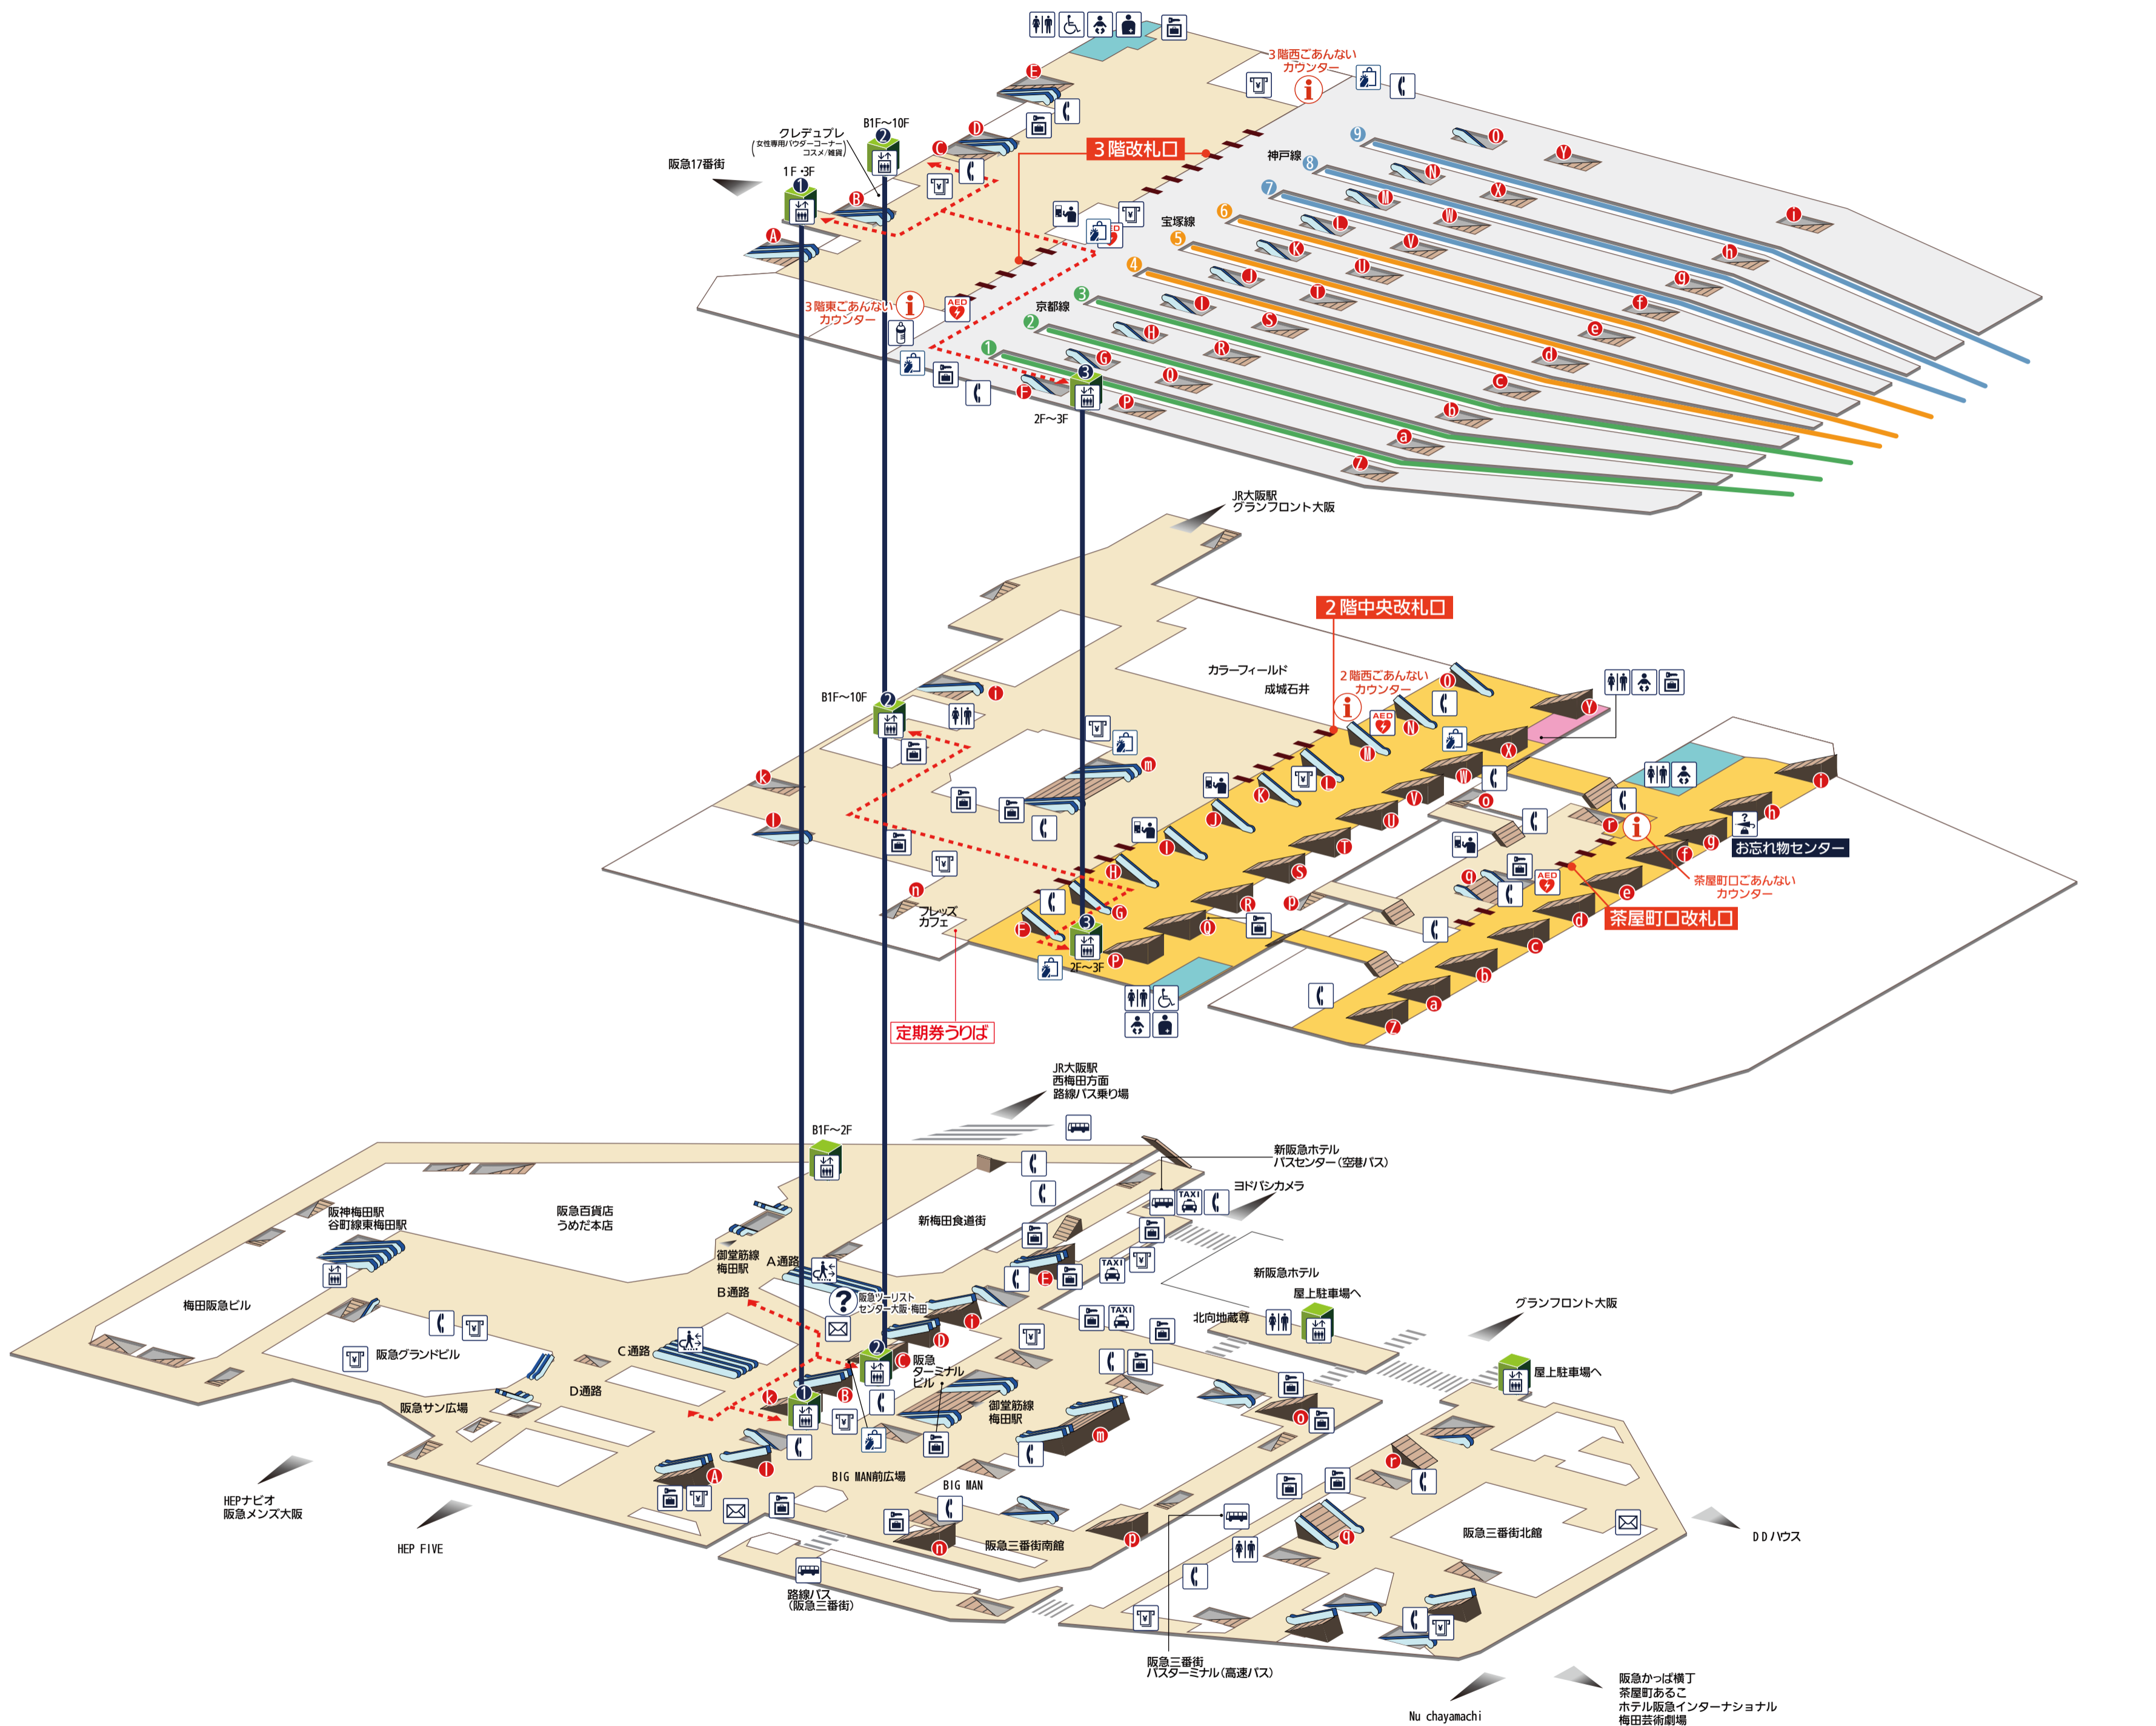 3階西ごあんない
カウンター
9
O
Y
E
D
C
B1F～10F
2
クレデュプレ
(女性専用パウダーコーナー)
コスメ/雑貨
阪急17番街
1F・3F
1
B
A
3階改札口
神戸線
8
7
N
X
M
W
i
宝塚線
6
5
4
L
V
K
U
J
T
h
g
f
e
AED
3階東ごあんない
カウンター
AED
京都線
3
2
1
I
S
H
R
G
Q
F
3
P
d
c
b
a
Z
2F～3F
JR大阪駅
グランフロント大阪
2階中央改札口
カラーフィールド
成城石井
2階西ごあんない
カウンター
AED
O
N
M
L
K
J
I
H
G
F
Y
X
W
V
U
T
S
R
Q
P
B1F～10F
2
i
k
l
m
n
o
p
q
r
フレッズ
カフェ
3
2F～3F
定期券うりば
i
h
g
f
e
d
c
b
a
Z
お忘れ物センター
茶屋町口ごあんない
カウンター
AED
茶屋町口改札口
JR大阪駅
西梅田方面
路線バス乗り場
B1F～2F
新阪急ホテル
バスセンター(空港バス)
TAXI
ヨドバシカメラ
阪神梅田駅
谷町線東梅田駅
阪急百貨店
うめだ本店
新梅田食道街
御堂筋線
梅田駅
A通路
B通路
C通路
D通路
梅田阪急ビル
阪急グランドビル
阪急サン広場
阪急ツーリスト
センター大阪・梅田
TAXI
E
i
D
2
C
B
k
1
A
l
阪急
ターミナル
ビル
御堂筋線
梅田駅
TAXI
新阪急ホテル
屋上駐車場へ
北向地蔵尊
グランフロント大阪
屋上駐車場へ
m
o
BIG MAN前広場
BIG MAN
n
阪急三番街南館
p
r
q
阪急三番街北館
HEPナビオ
阪急メンズ大阪
HEP FIVE
路線バス
(阪急三番街)
DDハウス
阪急三番街
バスターミナル(高速バス)
Nu chayamachi
阪急かっぱ横丁
茶屋町あるこ
ホテル阪急インターナショナル
梅田芸術劇場